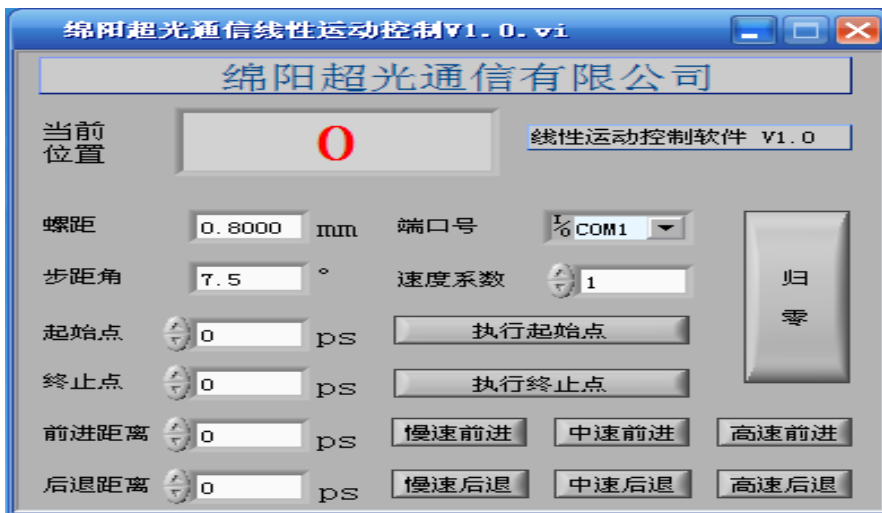 绵阳超光通信线性运动控制V1.0.vi
绵阳超光通信有限公司
当前
位置
0
线性运动控制软件 V1.0
螺距 0.8000 mm 端口号 I/O COM1
步距角 7.5 ° 速度系数 1
归
零
起始点 0 ps 执行起始点
终止点 0 ps 执行终止点
前进距离 0 ps 慢速前进 中速前进 高速前进
后退距离 0 ps 慢速后退 中速后退 高速后退